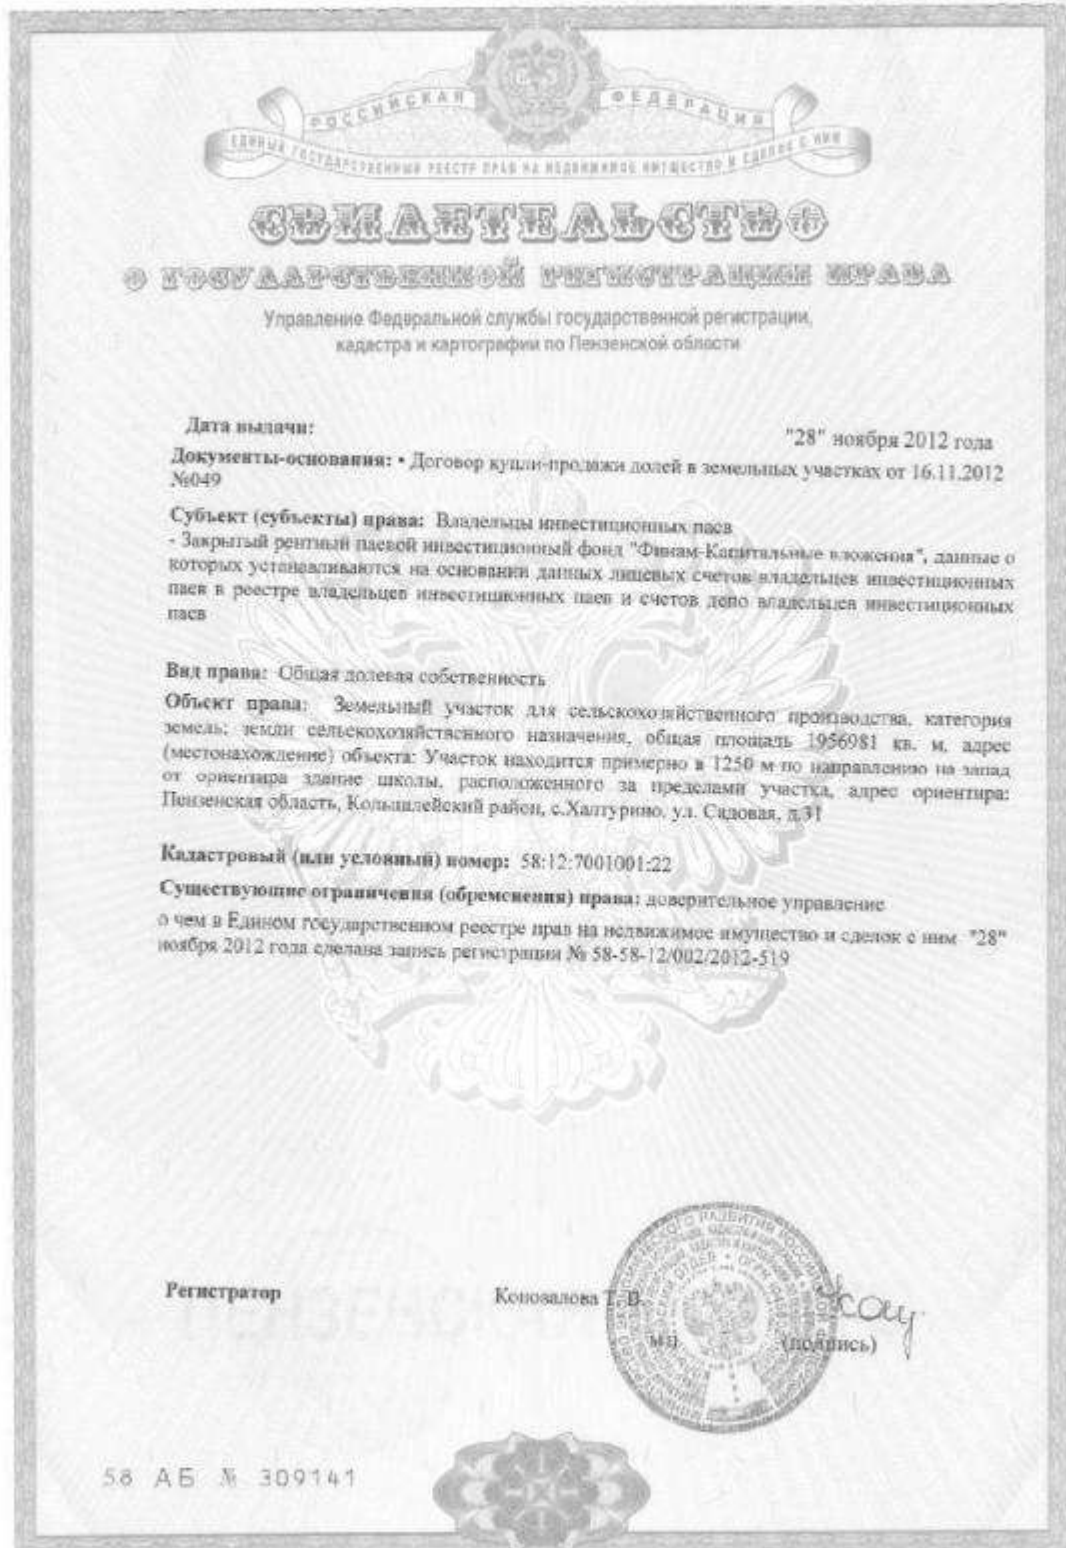 РОССИЙСКАЯ ФЕДЕРАЦИЯ
ЕДИНЫЙ ГОСУДАРСТВЕННЫЙ РЕЕСТР ПРАВ НА НЕДВИЖИМОЕ ИМУЩЕСТВО И СДЕЛОК С НИМ
СВИДЕТЕЛЬСТВО
О ГОСУДАРСТВЕННОЙ РЕГИСТРАЦИИ ПРАВА
Управление Федеральной службы государственной регистрации,
кадастра и картографии по Пензенской области
Дата выдачи: "28" ноября 2012 года
Документы-основания: • Договор купли-продажи долей в земельных участках от 16.11.2012
№049
Субъект (субъекты) права: Владельцы инвестиционных паев
- Закрытый рентный паевой инвестиционный фонд "Финам-Капитальные вложения", данные о
которых устанавливаются на основании данных лицевых счетов владельцев инвестиционных
паев в реестре владельцев инвестиционных паев и счетов депо владельцев инвестиционных
паев
Вид права: Общая долевая собственность
Объект права: Земельный участок для сельскохозяйственного производства, категория
земель: земли сельскохозяйственного назначения, общая площадь 1956981 кв. м, адрес
(местонахождение) объекта: Участок находится примерно в 1250 м по направлению на запад
от ориентира здание школы, расположенного за пределами участка, адрес ориентира:
Пензенская область, Колышлейский район, с.Халтурино, ул. Садовая, д.31
Кадастровый (или условный) номер: 58:12:7001001:22
Существующие ограничения (обременения) права: доверительное управление
о чем в Едином государственном реестре прав на недвижимое имущество и сделок с ним "28"
ноября 2012 года сделана запись регистрации № 58-58-12/002/2012-519
Регистратор Коновалова Т. В.
м.п. (подпись)
58 АБ № 309141